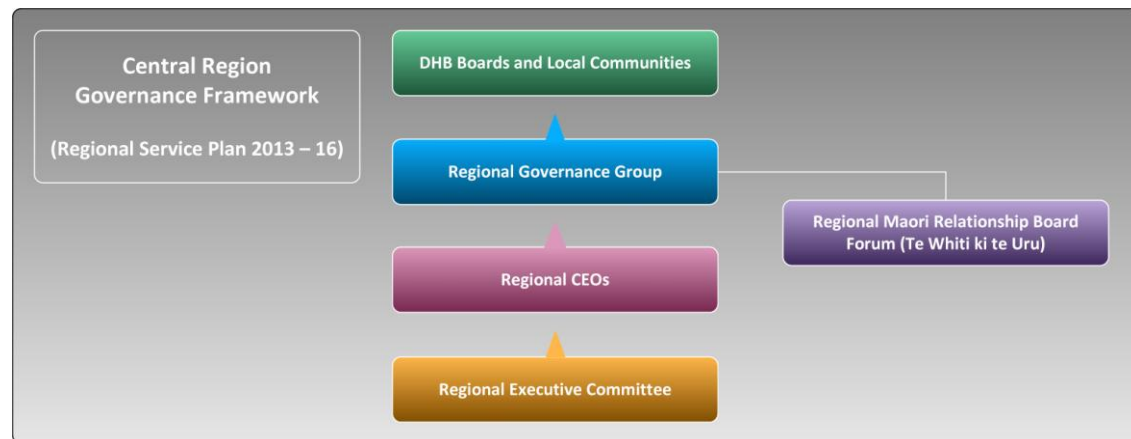 Central Region
Governance Framework
(Regional Service Plan 2013 – 16)
DHB Boards and Local Communities
Regional Governance Group
Regional Maori Relationship Board
Forum (Te Whiti ki te Uru)
Regional CEOs
Regional Executive Committee